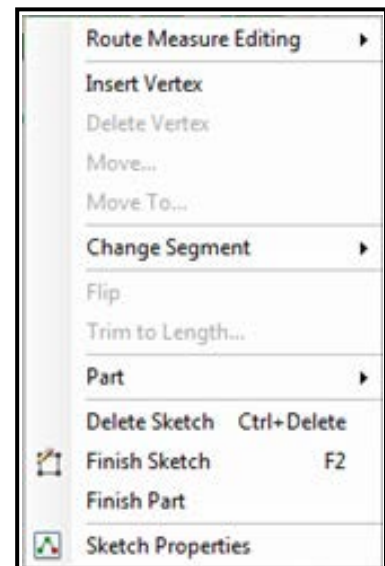 Route Measure Editing
Insert Vertex
Delete Vertex
Move...
Move To...
Change Segment
Flip
Trim to Length...
Part
Delete Sketch Ctrl+Delete
Finish Sketch F2
Finish Part
Sketch Properties